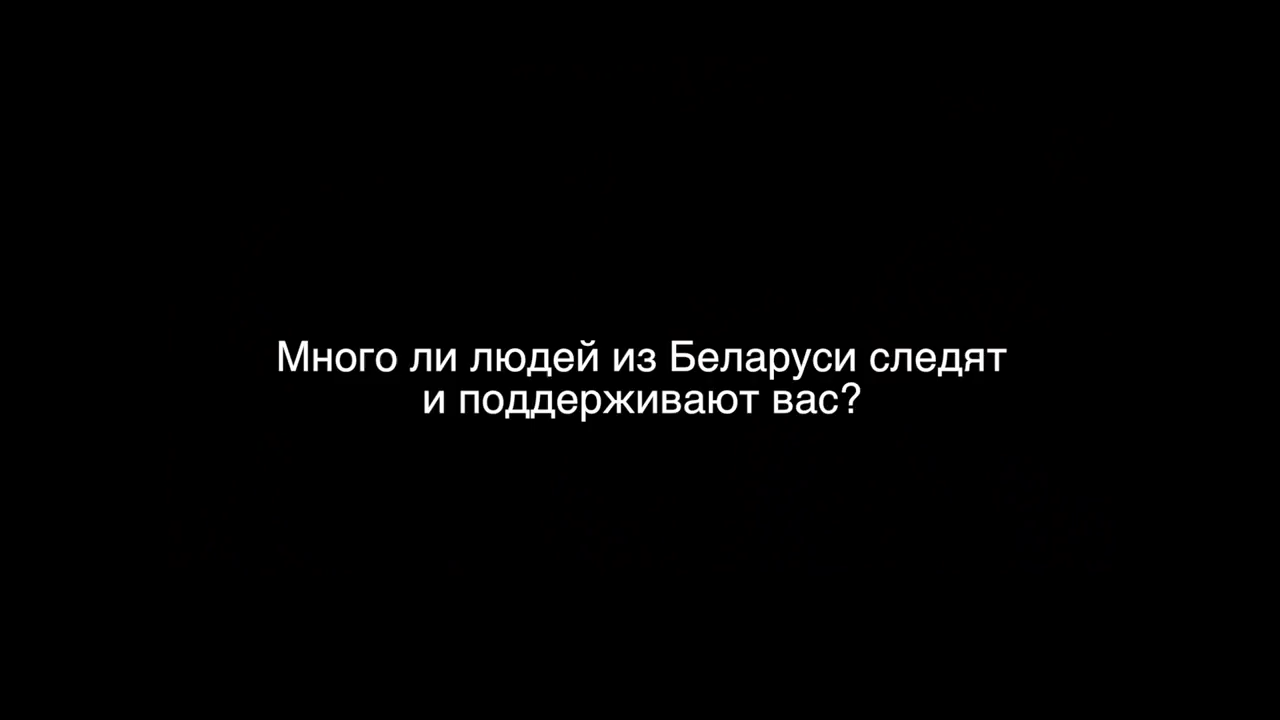 Много ли людей из Беларуси следят
и поддерживают вас?